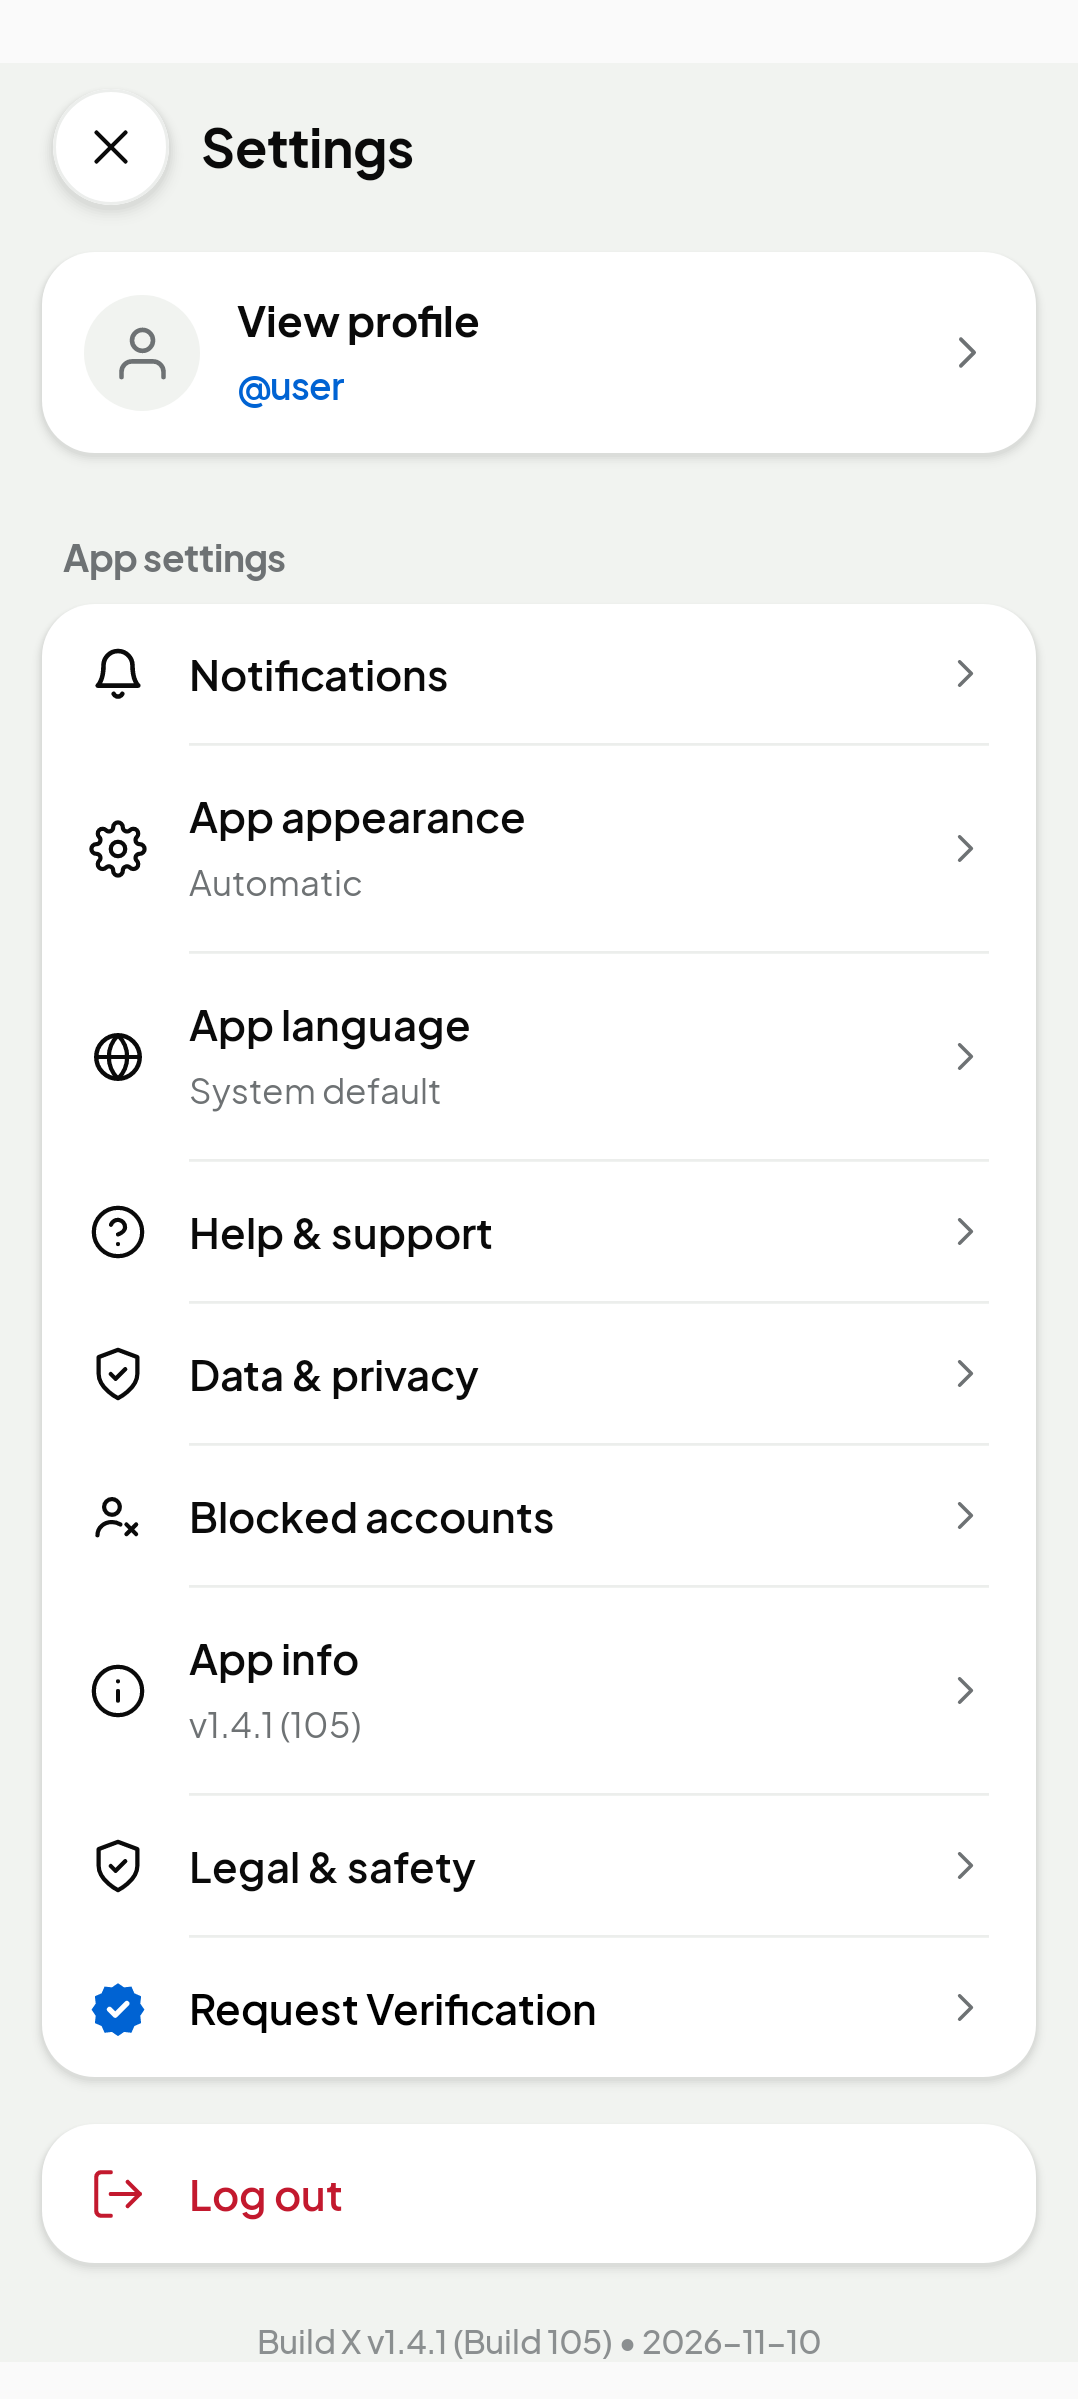 Settings
View profile
@user
App settings
Notifications
App appearance
Automatic
App language
System default
Help & support
Data & privacy
Blocked accounts
App info
v1.4.1 (105)
Legal & safety
Request Verification
Log out
Build X v1.4.1 (Build 105) • 2026-11-10